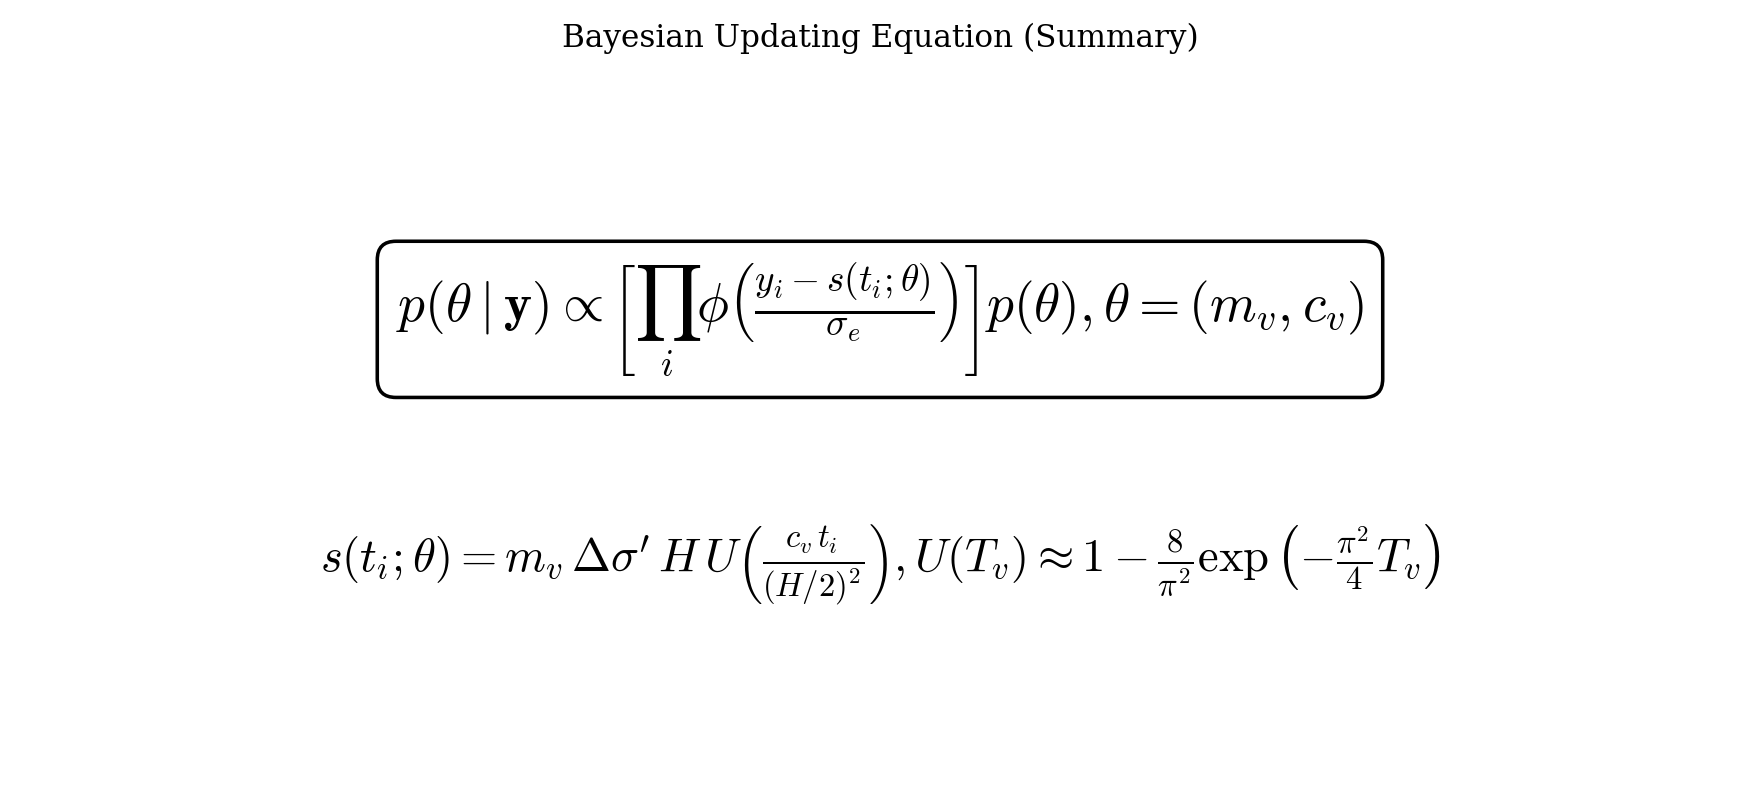 Bayesian Updating Equation (Summary)
$p(\theta \mid \mathbf{y}) \propto \left[\prod_{i} \phi\left(\frac{y_i - s(t_i;\theta)}{\sigma_e}\right)\right] p(\theta), \theta = (m_v, c_v)$
$s(t_i;\theta) = m_v \, \Delta\sigma' \, H \, U\left(\frac{c_v \, t_i}{(H/2)^2}\right), U(T_v) \approx 1 - \frac{8}{\pi^2} \exp\left(-\frac{\pi^2}{4} T_v\right)$